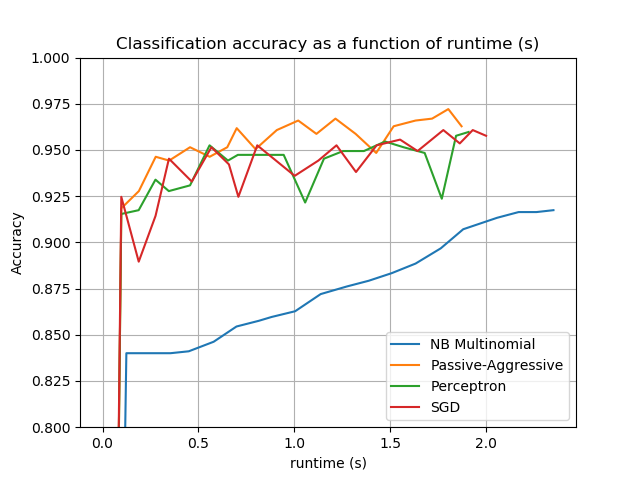 Classification accuracy as a function of runtime (s)
1.000
0.975
0.950
0.925
0.900
0.875
0.850
0.825
0.800
Accuracy
NB Multinomial
Passive-Aggressive
Perceptron
SGD
0.0 0.5 1.0 1.5 2.0
runtime (s)